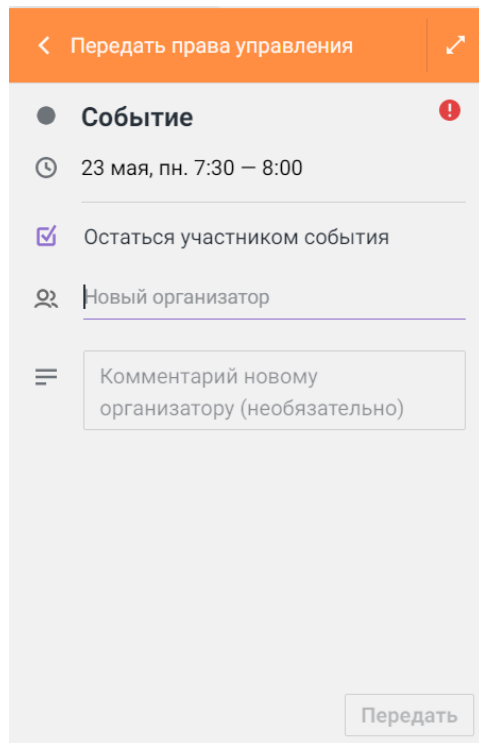 Передать права управления
Событие
23 мая, пн. 7:30 — 8:00
Остаться участником события
Новый организатор
Комментарий новому
организатору (необязательно)
Передать